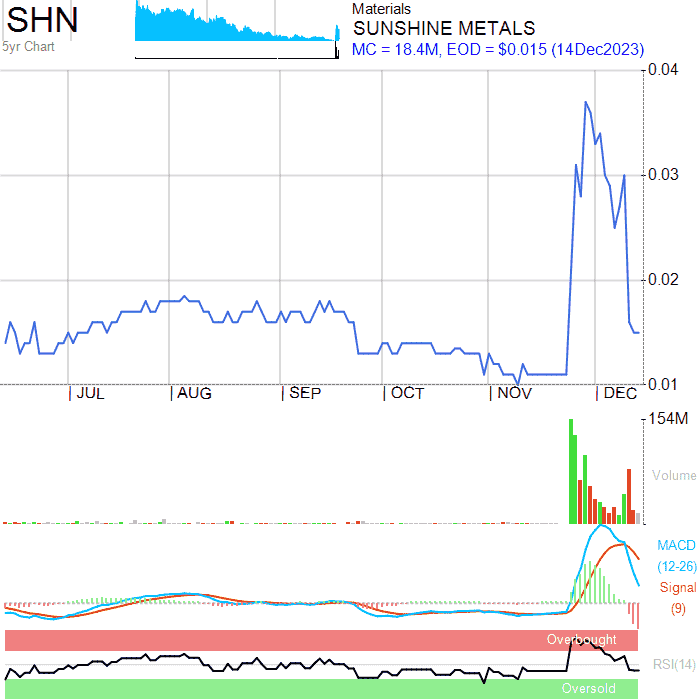 SHN
5yr Chart
Materials
SUNSHINE METALS
MC = 18.4M, EOD = $0.015 (14Dec2023)
0.04
0.03
0.02
0.01
JUL AUG SEP OCT NOV DEC
154M
Volume
MACD
(12-26)
Signal
(9)
Overbought
RSI(14)
Oversold